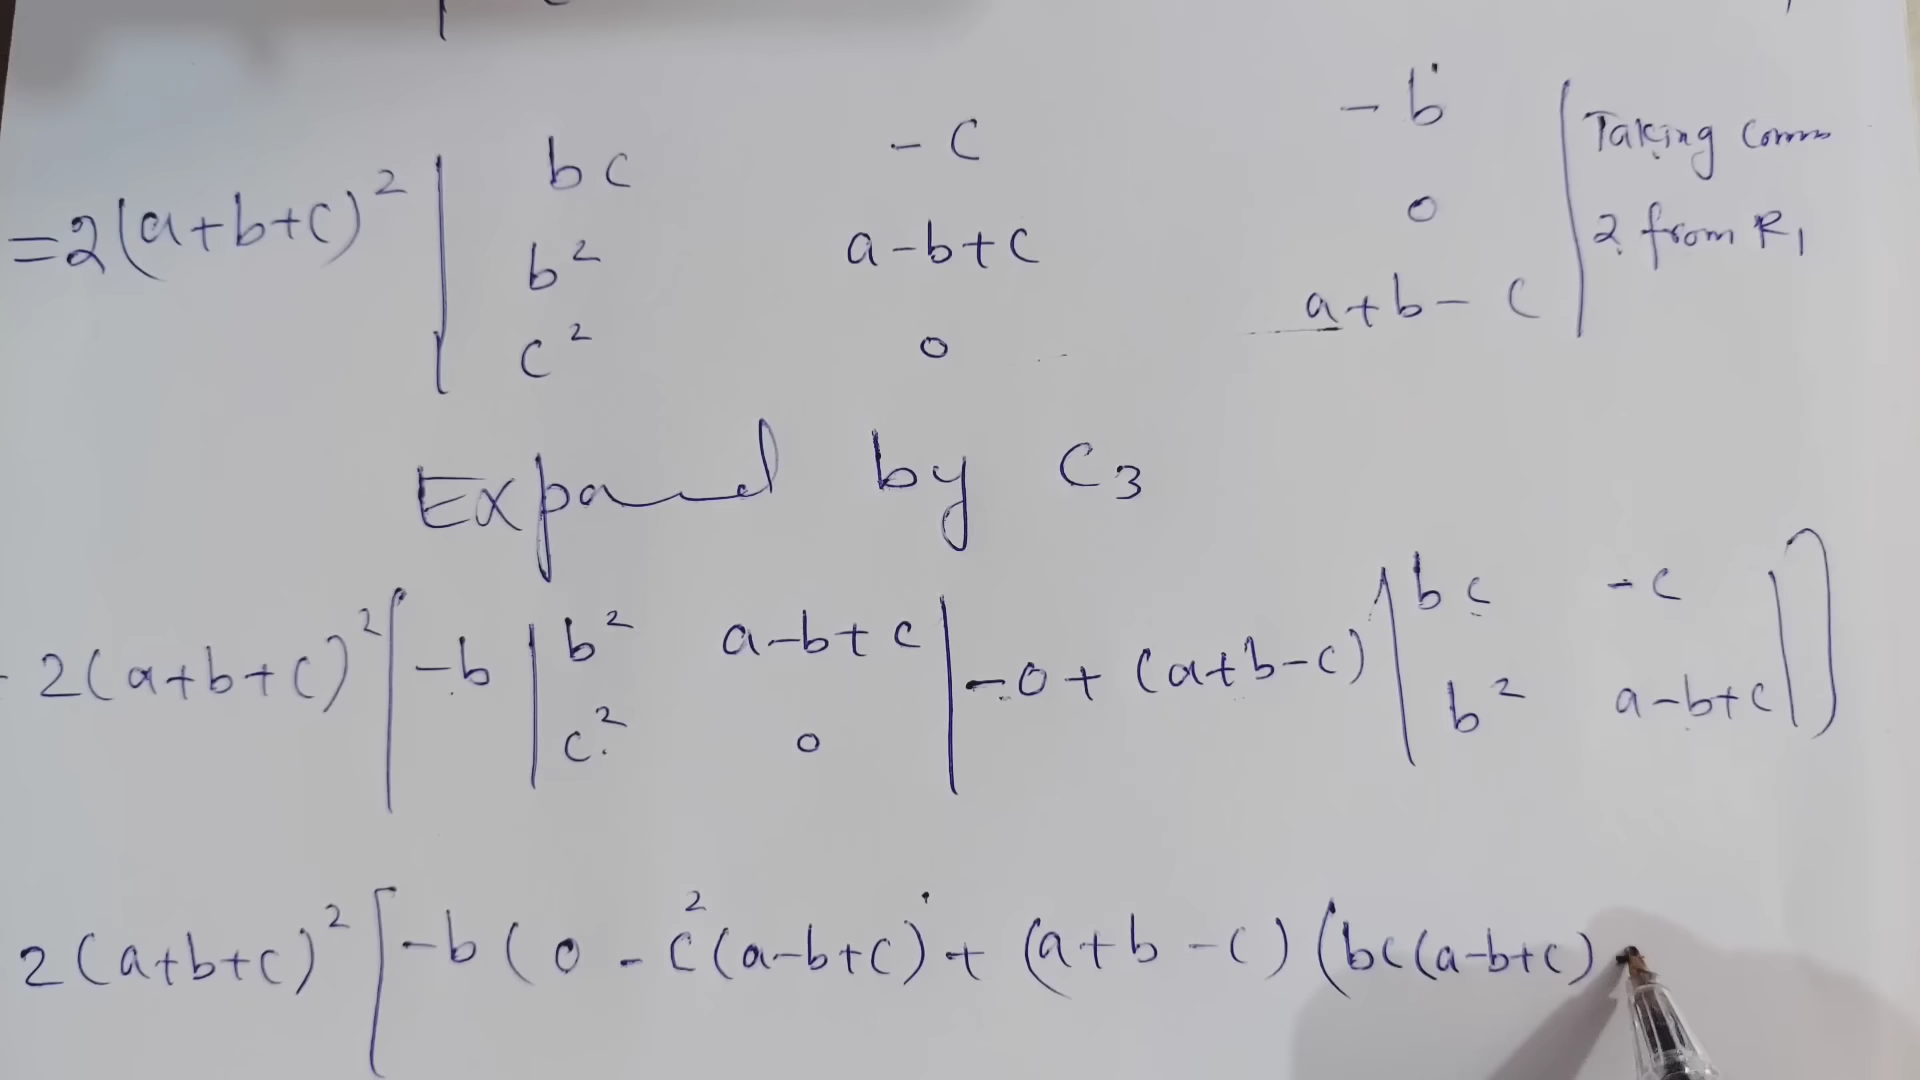 =2(a+b+c)² | bc -c -b | Taking Comm
b² a-b+c 0 2 from R₁
c² 0 a+b-c
Expand by C₃
2(a+b+c)² [-b | b² a-b+c | -0+ (a+b-c) | bc -c |]
c² 0 b² a-b+c
2(a+b+c)² [-b(0-c²(a-b+c)+(a+b-c)(bc(a-b+c)